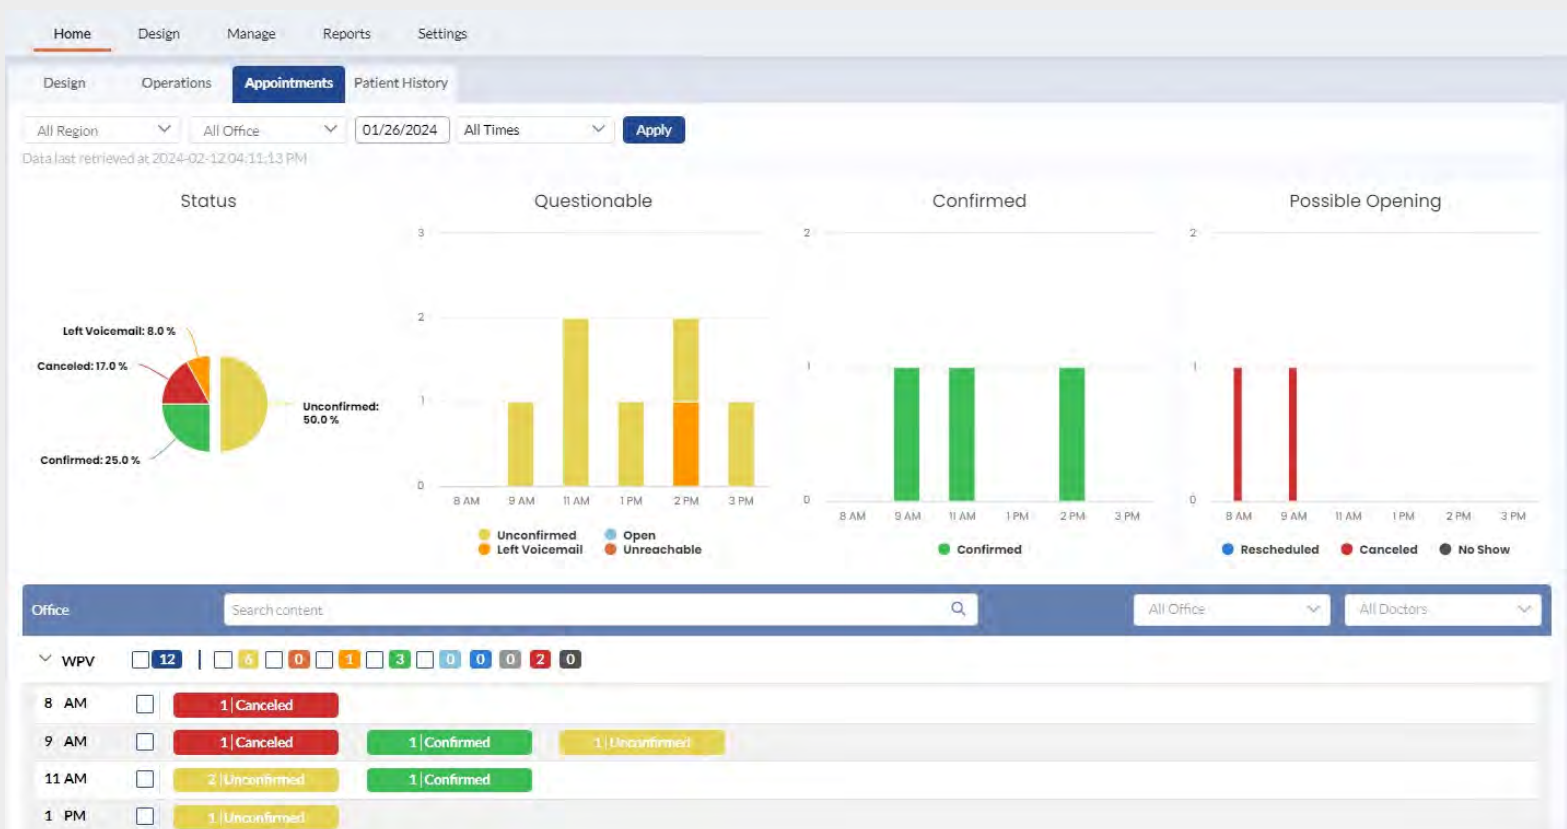 Home Design Manage Reports Settings
Design Operations Appointments Patient History
All Region All Office 01/26/2024 All Times Apply
Data last retrieved at 2024-02-12 04:11:13 PM
Status
Left Voicemail: 8.0 %
Canceled: 17.0 %
Unconfirmed:
50.0 %
Confirmed: 25.0 %
Questionable
3
2
1
0
8 AM 9 AM 11 AM 1 PM 2 PM 3 PM
Unconfirmed Open
Left Voicemail Unreachable
Confirmed
2
1
0
8 AM 9 AM 11 AM 1 PM 2 PM 3 PM
Confirmed
Possible Opening
2
1
0
8 AM 9 AM 11 AM 1 PM 2 PM 3 PM
Rescheduled Canceled No Show
Office Search content All Office All Doctors
WPV 12 | 6 0 1 3 0 0 0 2 0
8 AM 1|Canceled
9 AM 1|Canceled 1|Confirmed 1|Unconfirmed
11 AM 2|Unconfirmed 1|Confirmed
1 PM 1|Unconfirmed